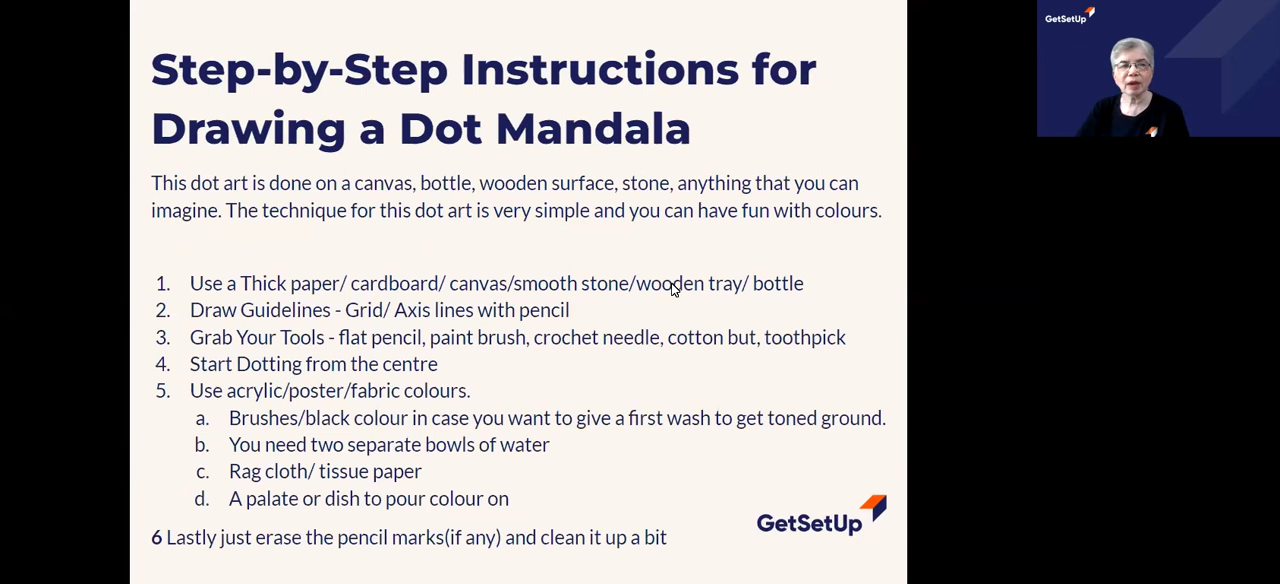 GetSetUp
Step-by-Step Instructions for
Drawing a Dot Mandala
This dot art is done on a canvas, bottle, wooden surface, stone, anything that you can
imagine. The technique for this dot art is very simple and you can have fun with colours.
1. Use a Thick paper/ cardboard/ canvas/smooth stone/wooden tray/ bottle
2. Draw Guidelines - Grid/ Axis lines with pencil
3. Grab Your Tools - flat pencil, paint brush, crochet needle, cotton but, toothpick
4. Start Dotting from the centre
5. Use acrylic/poster/fabric colours.
a. Brushes/black colour in case you want to give a first wash to get toned ground.
b. You need two separate bowls of water
c. Rag cloth/ tissue paper
d. A palate or dish to pour colour on
GetSetUp
6 Lastly just erase the pencil marks(if any) and clean it up a bit